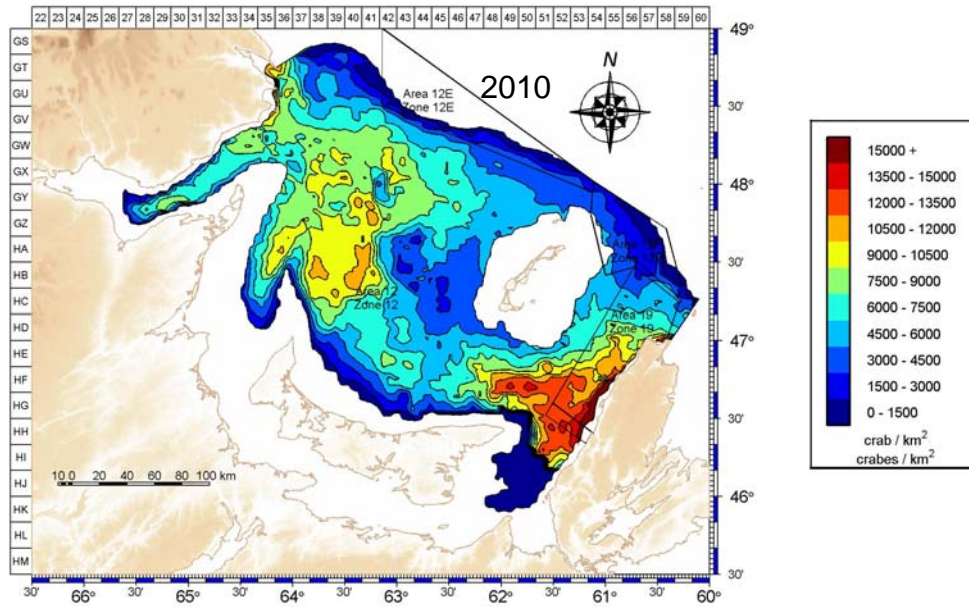 22 23 24 25 26 27 28 29 30 31 32 33 34 35 36 37 38 39 40 41 42 43 44 45 46 47 48 49 50 51 52 53 54 55 56 57 58 59 60
GS
GT
GU
GV
GW
GX
GY
GZ
HA
HB
HC
HD
HE
HF
HG
HH
HI
HJ
HK
HL
HM
2010
N
Area 12E
Zone 12E
Area 12
Zone 12
Area 19
Zone 19
49°
30'
48°
30'
47°
30'
46°
30'
10 0 20 40 60 80 100 km
30' 66° 30' 65° 30' 64° 30' 63° 30' 62° 30' 61° 30' 60°
15000 +
13500 - 15000
12000 - 13500
10500 - 12000
9000 - 10500
7500 - 9000
6000 - 7500
4500 - 6000
3000 - 4500
1500 - 3000
0 - 1500
crab / km²
crabes / km²